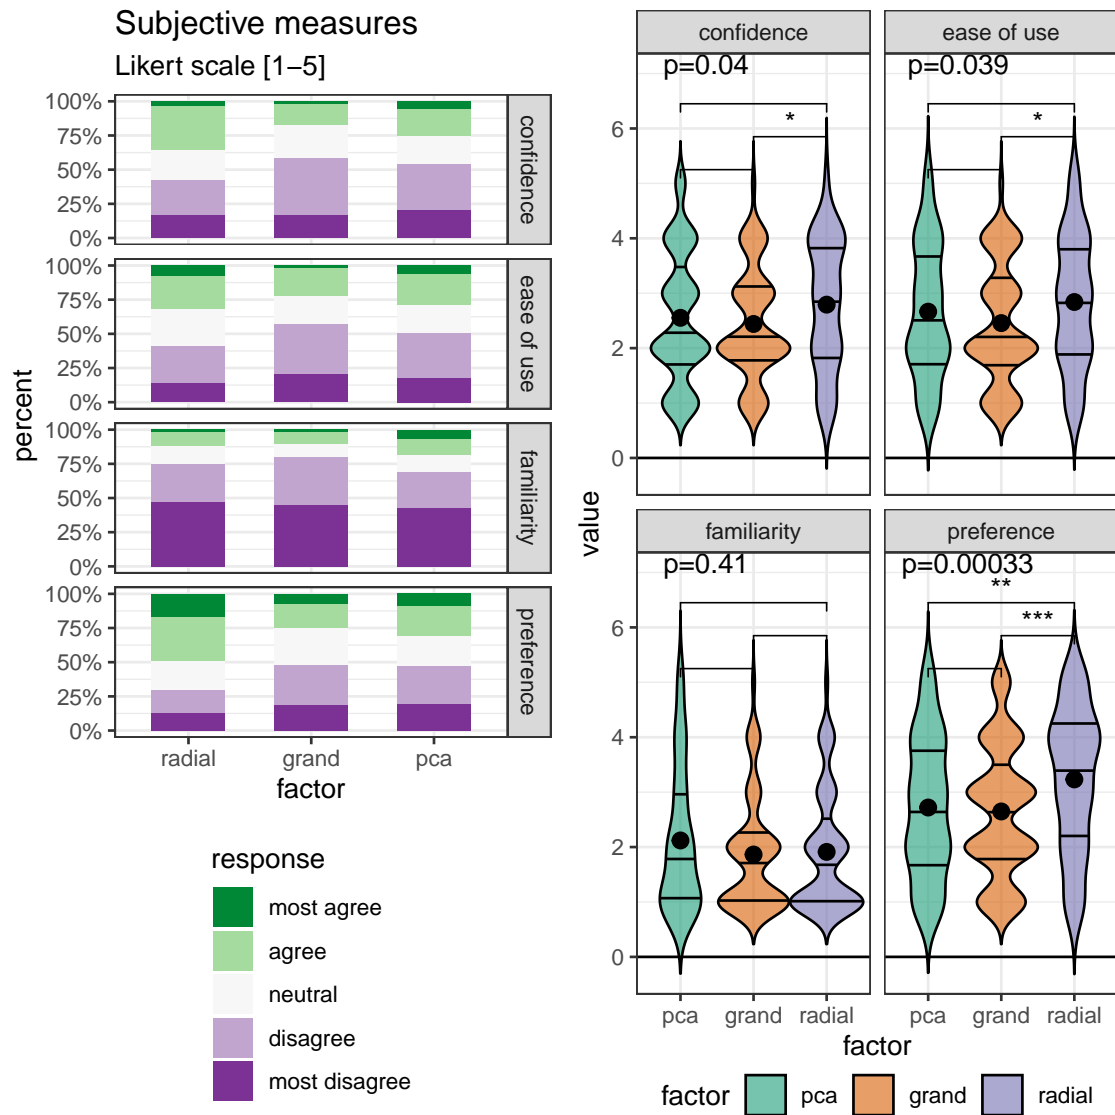 Subjective measures
Likert scale [1–5]
percent
100%
75%
50%
25%
0%
confidence
100%
75%
50%
25%
0%
ease of use
100%
75%
50%
25%
0%
familiarity
100%
75%
50%
25%
0%
preference
radial grand pca
factor
response
most agree
agree
neutral
disagree
most disagree
confidence
p=0.04
*
ease of use
p=0.039
*
6
4
2
0
value
familiarity
p=0.41
preference
p=0.00033
**
***
6
4
2
0
pca grand radial
pca grand radial
factor
factor pca grand radial